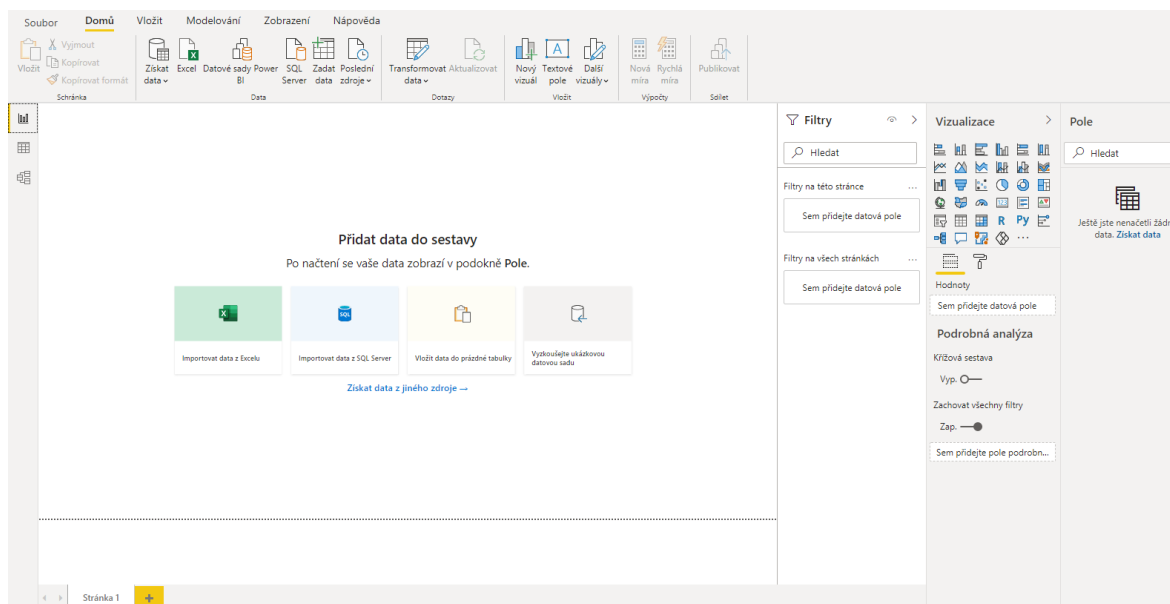 Soubor Domů Vložit Modelování Zobrazení Nápověda
Vložit
Vyjmout
Kopírovat
Kopírovat formát
Schránka
Získat data
Excel
Datové sady Power BI
SQL Server
Zadat data
Poslední zdroje
Data
Transformovat data
Aktualizovat
Dotazy
Nový vizuál
Textové pole
Další vizuály
Vložit
Nová míra
Rychlá míra
Výpočty
Publikovat
Sdílet
Přidat data do sestavy
Po načtení se vaše data zobrazí v podokně Pole.
SQL
Importovat data z Excelu
Importovat data z SQL Server
Vložit data do prázdné tabulky
Vyzkoušejte ukázkovou
datovou sadu
Získat data z jiného zdroje →
Filtry
Hledat
Filtry na této stránce ...
Sem přidejte datová pole
Filtry na všech stránkách ...
Sem přidejte datová pole
Vizualizace
123
R Py
...
Hodnoty
Sem přidejte datová pole
Podrobná analýza
Křížová sestava
Vyp.
Zachovat všechny filtry
Zap.
Sem přidejte pole podrobn...
Pole
Hledat
Ještě jste nenačetli žádn
data. Získat data
Stránka 1 +